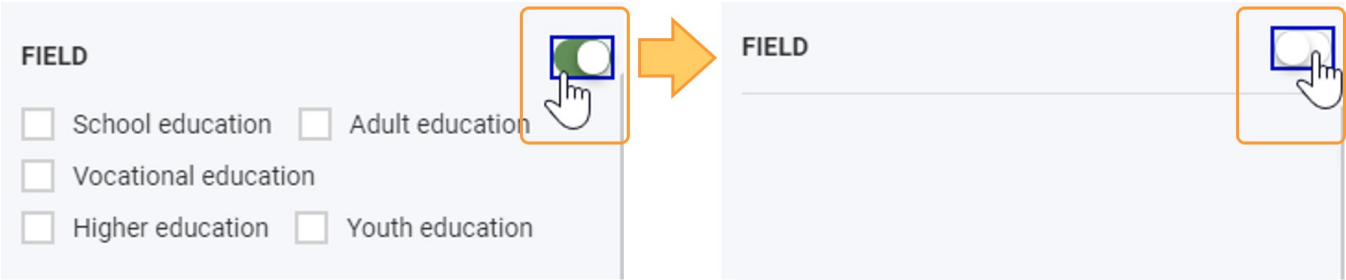 FIELD
School education Adult education
Vocational education
Higher education Youth education
FIELD